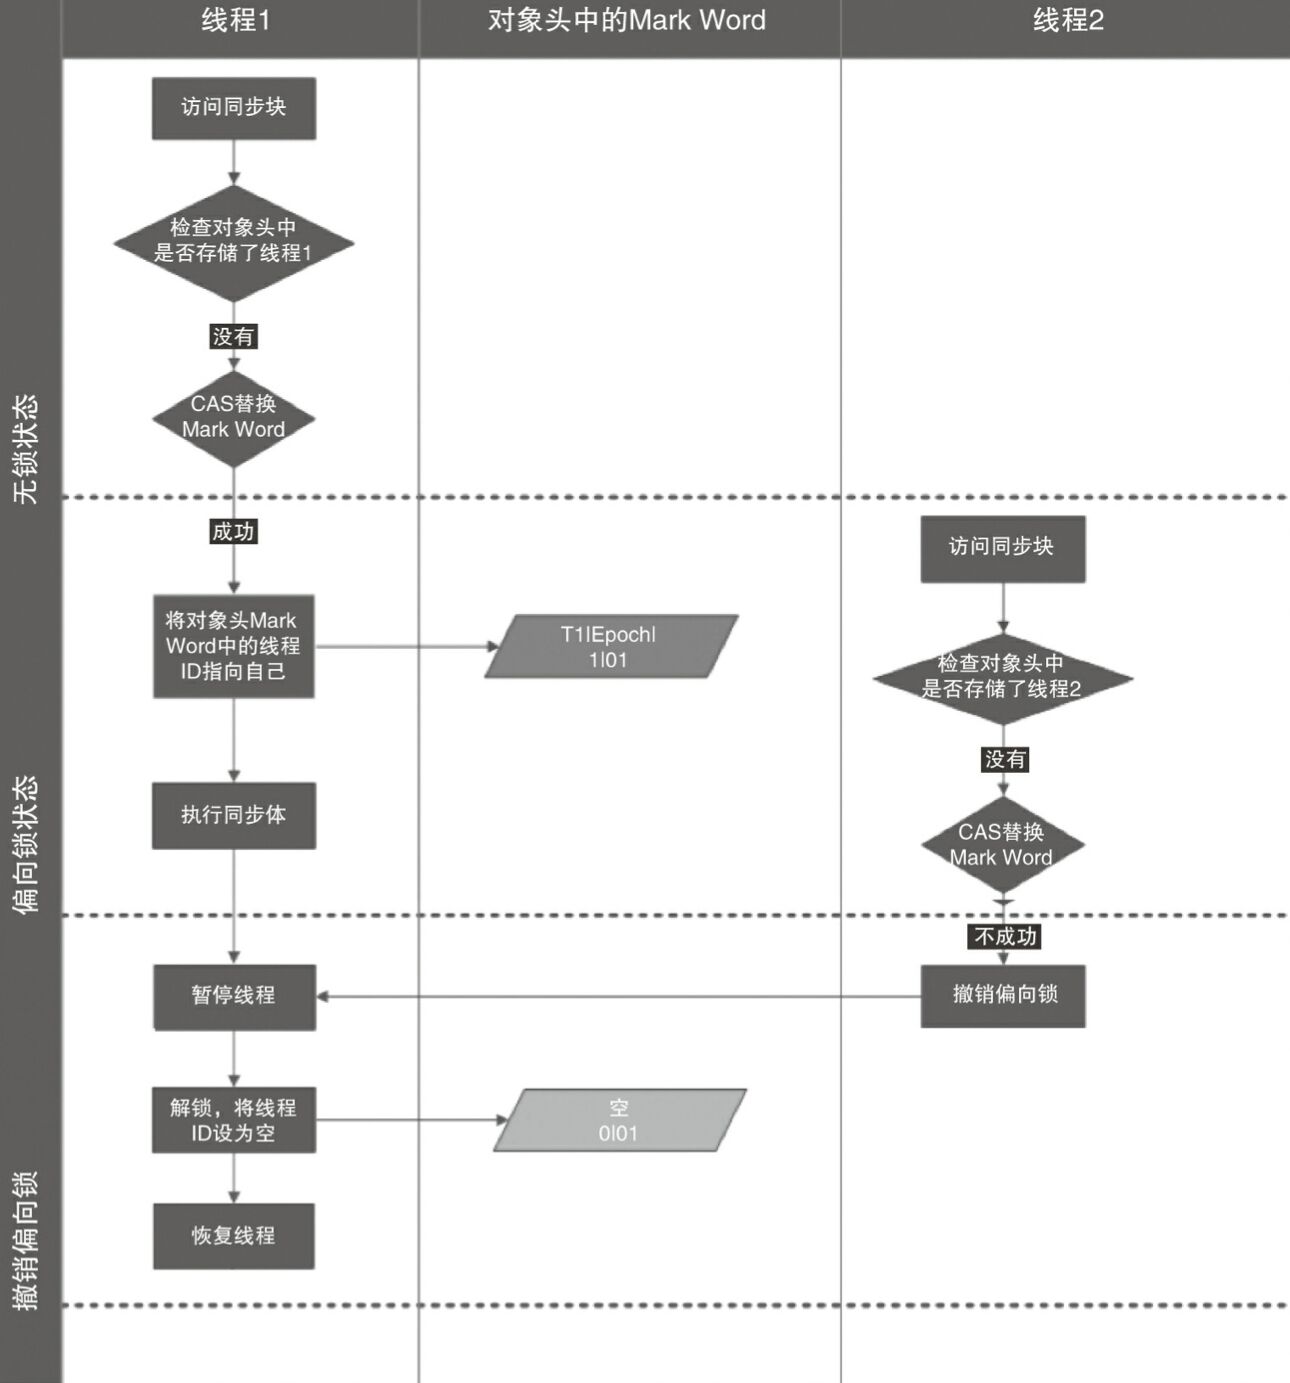 线程1
对象头中的Mark Word
线程2
无锁状态
访问同步块
检查对象头中
是否存储了线程1
没有
CAS替换
Mark Word
偏向锁状态
成功
将对象头Mark
Word中的线程
ID指向自己
T1|Epoch|
1|01
执行同步体
访问同步块
检查对象头中
是否存储了线程2
没有
CAS替换
Mark Word
撤销偏向锁
不成功
撤销偏向锁
暂停线程
解锁，将线程
ID设为空
空
0|01
恢复线程